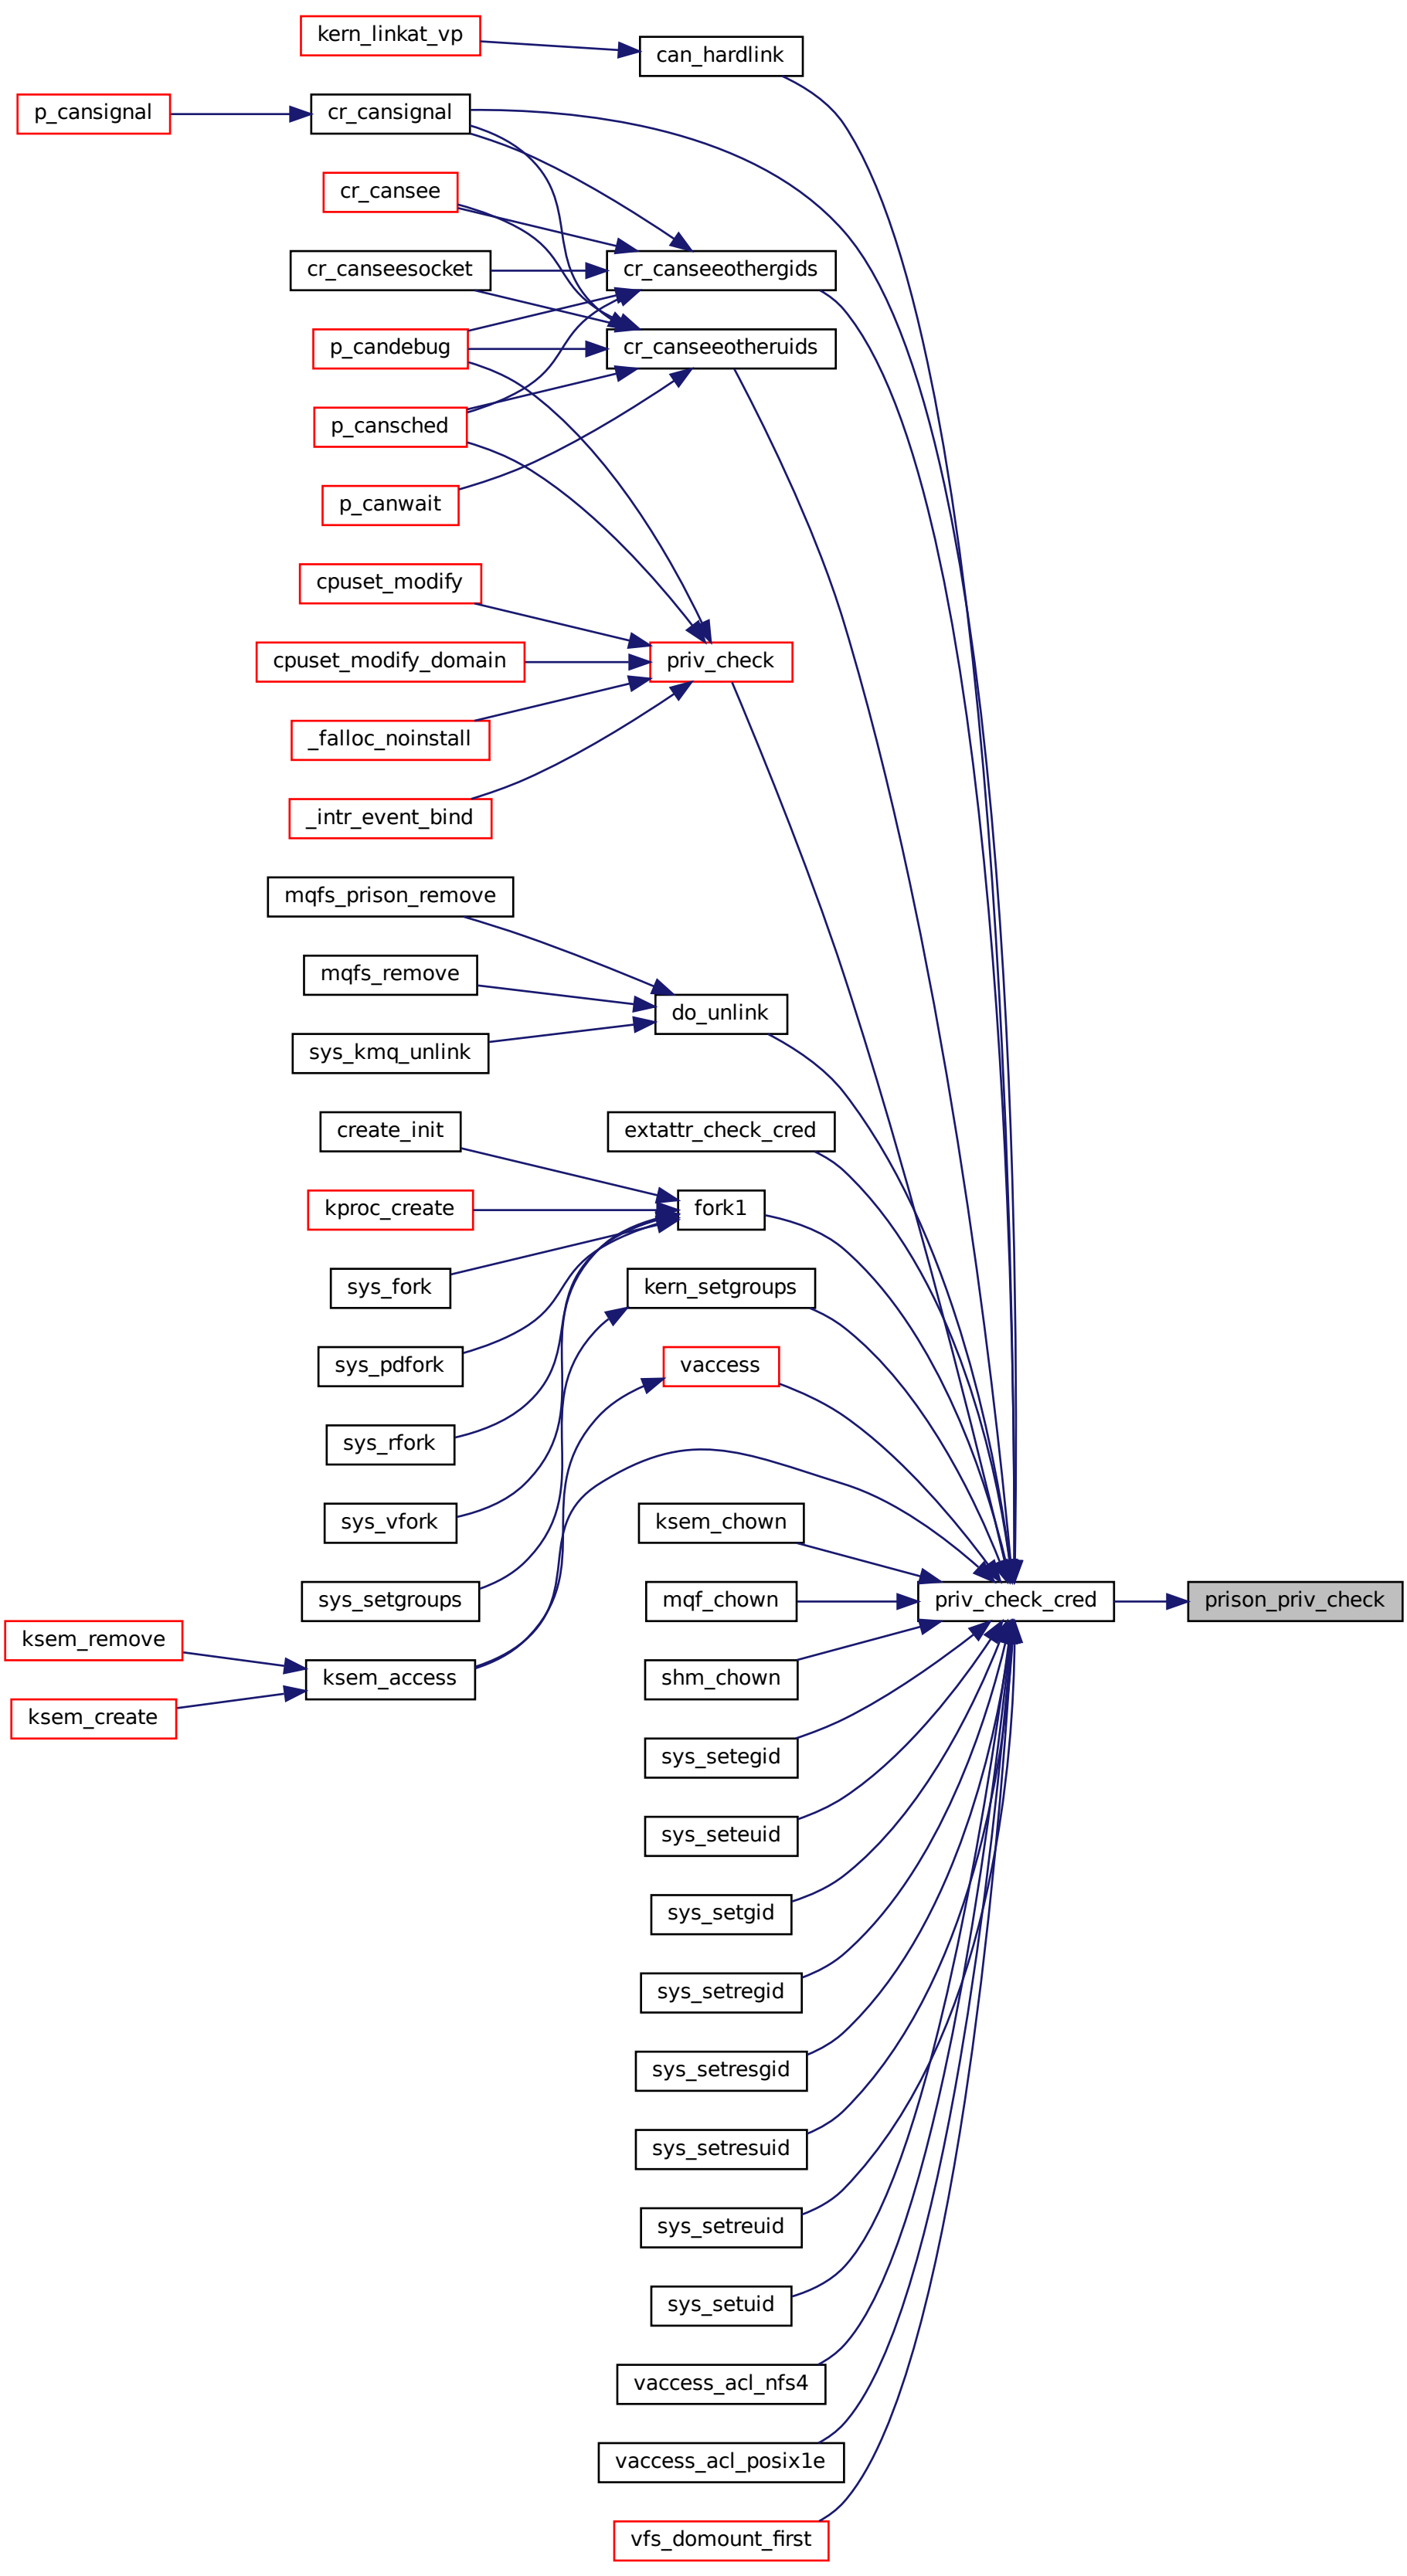 kern_linkat_vp
can_hardlink
p_cansignal
cr_cansignal
cr_cansee
cr_canseesocket
cr_canseeothergids
p_candebug
cr_canseeotheruids
p_cansched
p_canwait
cpuset_modify
cpuset_modify_domain
priv_check
_falloc_noinstall
_intr_event_bind
mqfs_prison_remove
mqfs_remove
do_unlink
sys_kmq_unlink
create_init
extattr_check_cred
kproc_create
fork1
sys_fork
kern_setgroups
sys_pdfork
vaccess
sys_rfork
sys_vfork
ksem_chown
sys_setgroups
mqf_chown
priv_check_cred
prison_priv_check
ksem_remove
ksem_access
shm_chown
ksem_create
sys_setegid
sys_seteuid
sys_setgid
sys_setregid
sys_setresgid
sys_setresuid
sys_setreuid
sys_setuid
vaccess_acl_nfs4
vaccess_acl_posix1e
vfs_domount_first